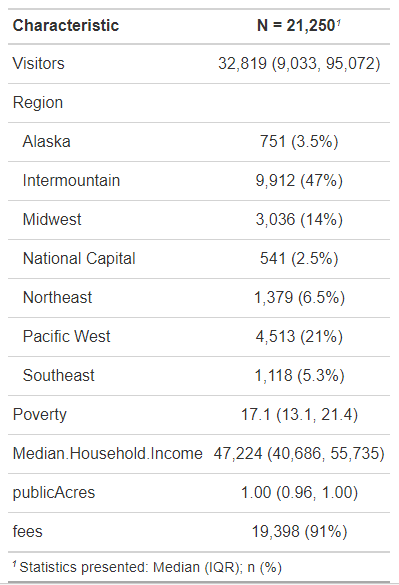 Characteristic N = 21,250¹
Visitors 32,819 (9,033, 95,072)
Region
Alaska 751 (3.5%)
Intermountain 9,912 (47%)
Midwest 3,036 (14%)
National Capital 541 (2.5%)
Northeast 1,379 (6.5%)
Pacific West 4,513 (21%)
Southeast 1,118 (5.3%)
Poverty 17.1 (13.1, 21.4)
Median.Household.Income 47,224 (40,686, 55,735)
publicAcres 1.00 (0.96, 1.00)
fees 19,398 (91%)
¹ Statistics presented: Median (IQR); n (%)